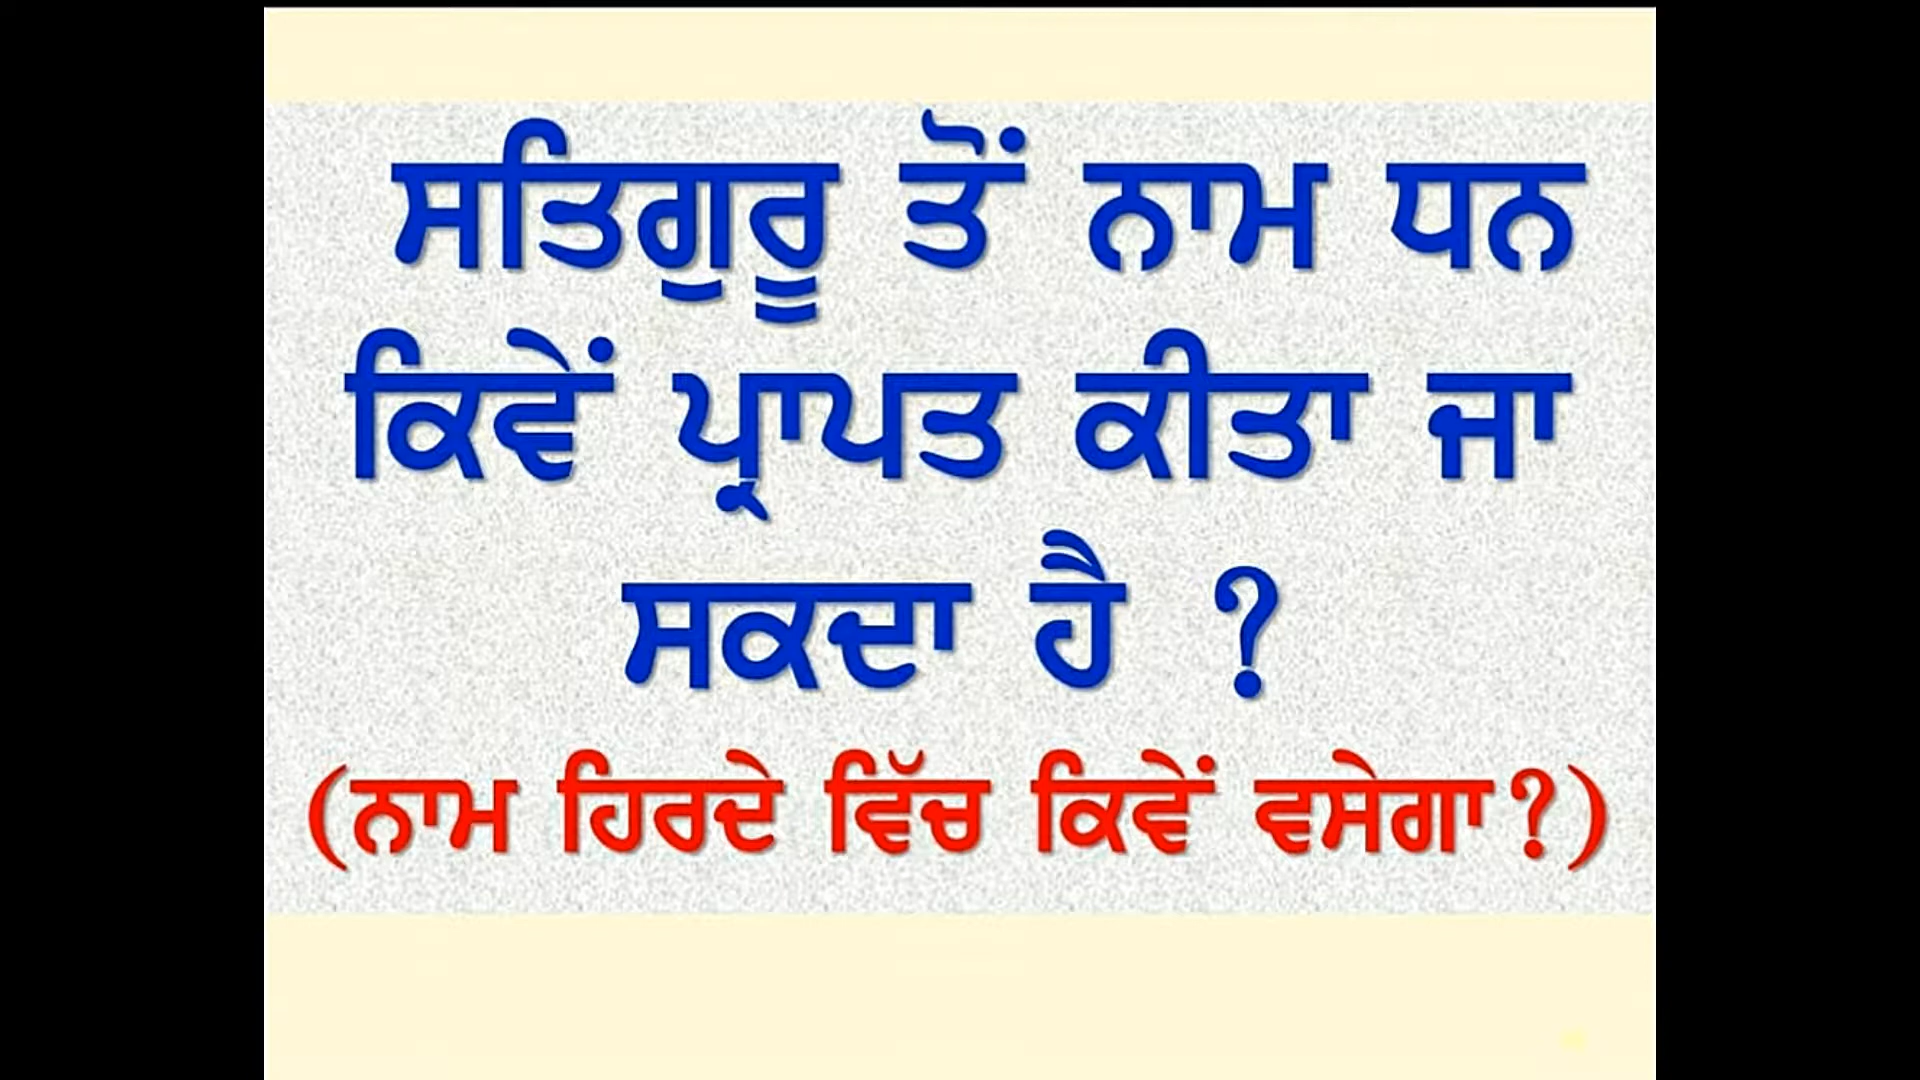 ਸਤਿਗੁਰੂ ਤੋਂ ਨਾਮ ਧਨ
ਕਿਵੇਂ ਪ੍ਰਾਪਤ ਕੀਤਾ ਜਾ
ਸਕਦਾ ਹੈ ?
(ਨਾਮ ਹਿਰਦੇ ਵਿੱਚ ਕਿਵੇਂ ਵਸੇਗਾ?)